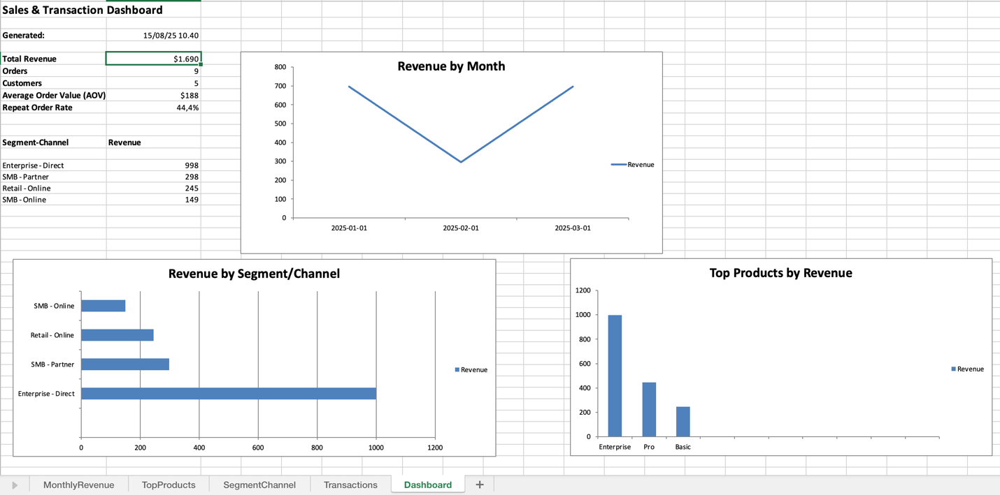 Sales & Transaction Dashboard
Generated: 15/08/25 10.40
Total Revenue $1.690
Orders 9
Customers 5
Average Order Value (AOV) $188
Repeat Order Rate 44,4%
Segment-Channel Revenue
Enterprise - Direct 998
SMB - Partner 298
Retail - Online 245
SMB - Online 149
Revenue by Month
800
700
600
500
400
300
200
100
0
2025-01-01 2025-02-01 2025-03-01
Revenue
Revenue by Segment/Channel
SMB - Online
Retail - Online
SMB - Partner
Enterprise - Direct
0 200 400 600 800 1000 1200
Revenue
Top Products by Revenue
1200
1000
800
600
400
200
0
Enterprise Pro Basic
Revenue
MonthlyRevenue TopProducts SegmentChannel Transactions Dashboard +